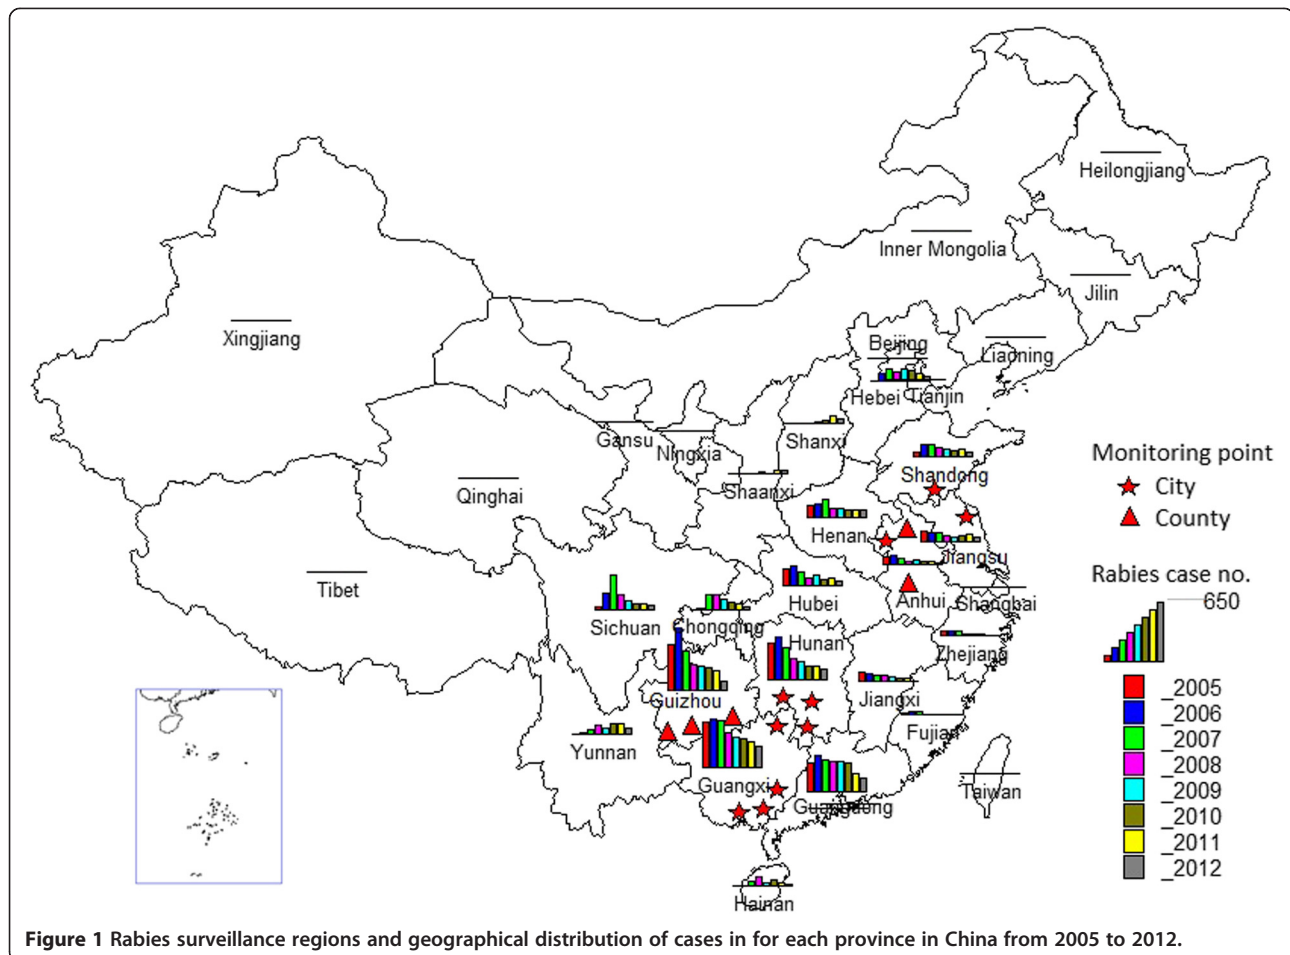 Heilongjiang
Inner Mongolia
Jilin
Xingjiang
Beijing
Liaoning
Hebei
Tianjin
Gansu
Ningxia
Shanxi
Shaanxi
Shandong
Qinghai
Henan
Jiangsu
Tibet
Sichuan
Chongqing
Hubei
Anhui
Shanghai
Hunan
Zhejiang
Guizhou
Jiangxi
Yunnan
Fujian
Guangxi
Guangdong
Taiwan
Hainan
Monitoring point
City
County
Rabies case no.
650
_2005
_2006
_2007
_2008
_2009
_2010
_2011
_2012
Figure 1 Rabies surveillance regions and geographical distribution of cases in for each province in China from 2005 to 2012.